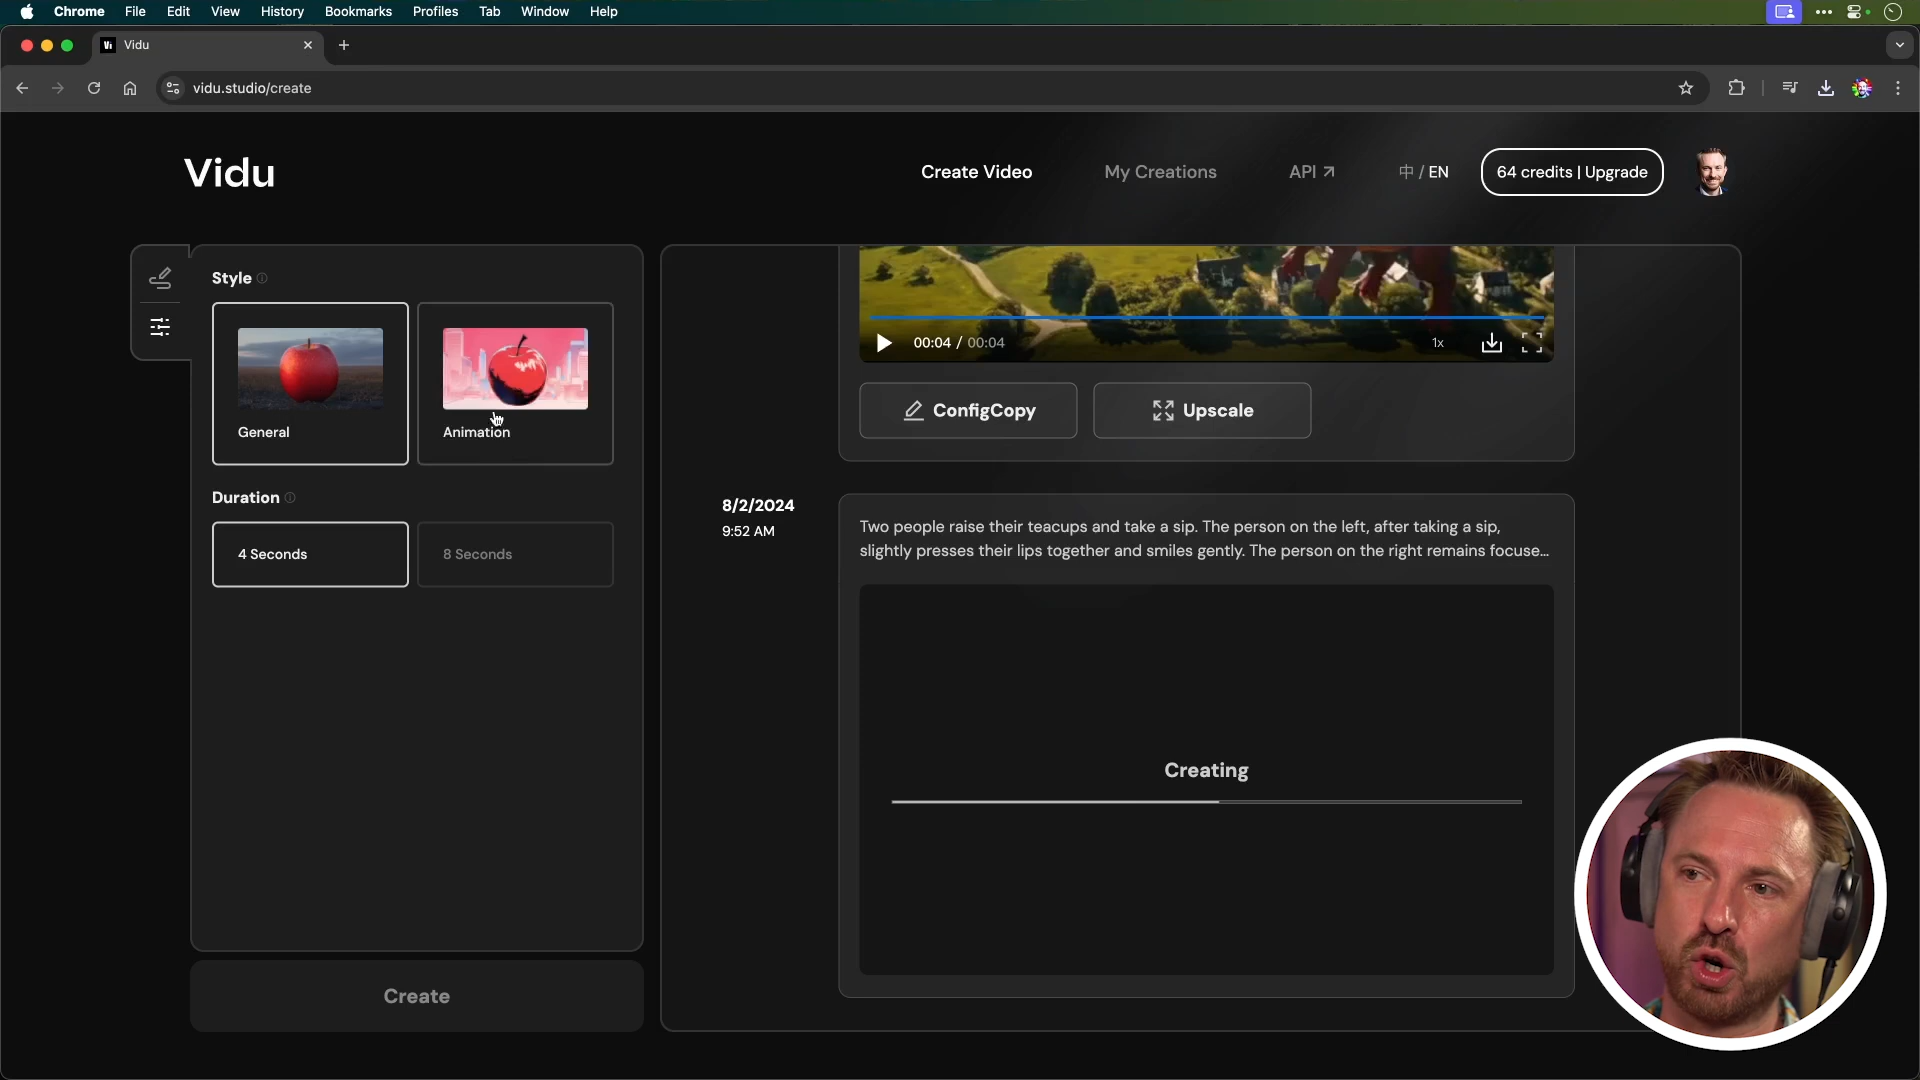 Chrome File Edit View History Bookmarks Profiles Tab Window Help
Vidu
vidu.studio/create
Vidu
Create Video My Creations API 中 / EN 64 credits | Upgrade
Style
General
Animation
Duration
4 Seconds
8 Seconds
Create
00:04 / 00:04 1x
ConfigCopy
Upscale
8/2/2024
9:52 AM
Two people raise their teacups and take a sip. The person on the left, after taking a sip,
slightly presses their lips together and smiles gently. The person on the right remains focuse...
Creating